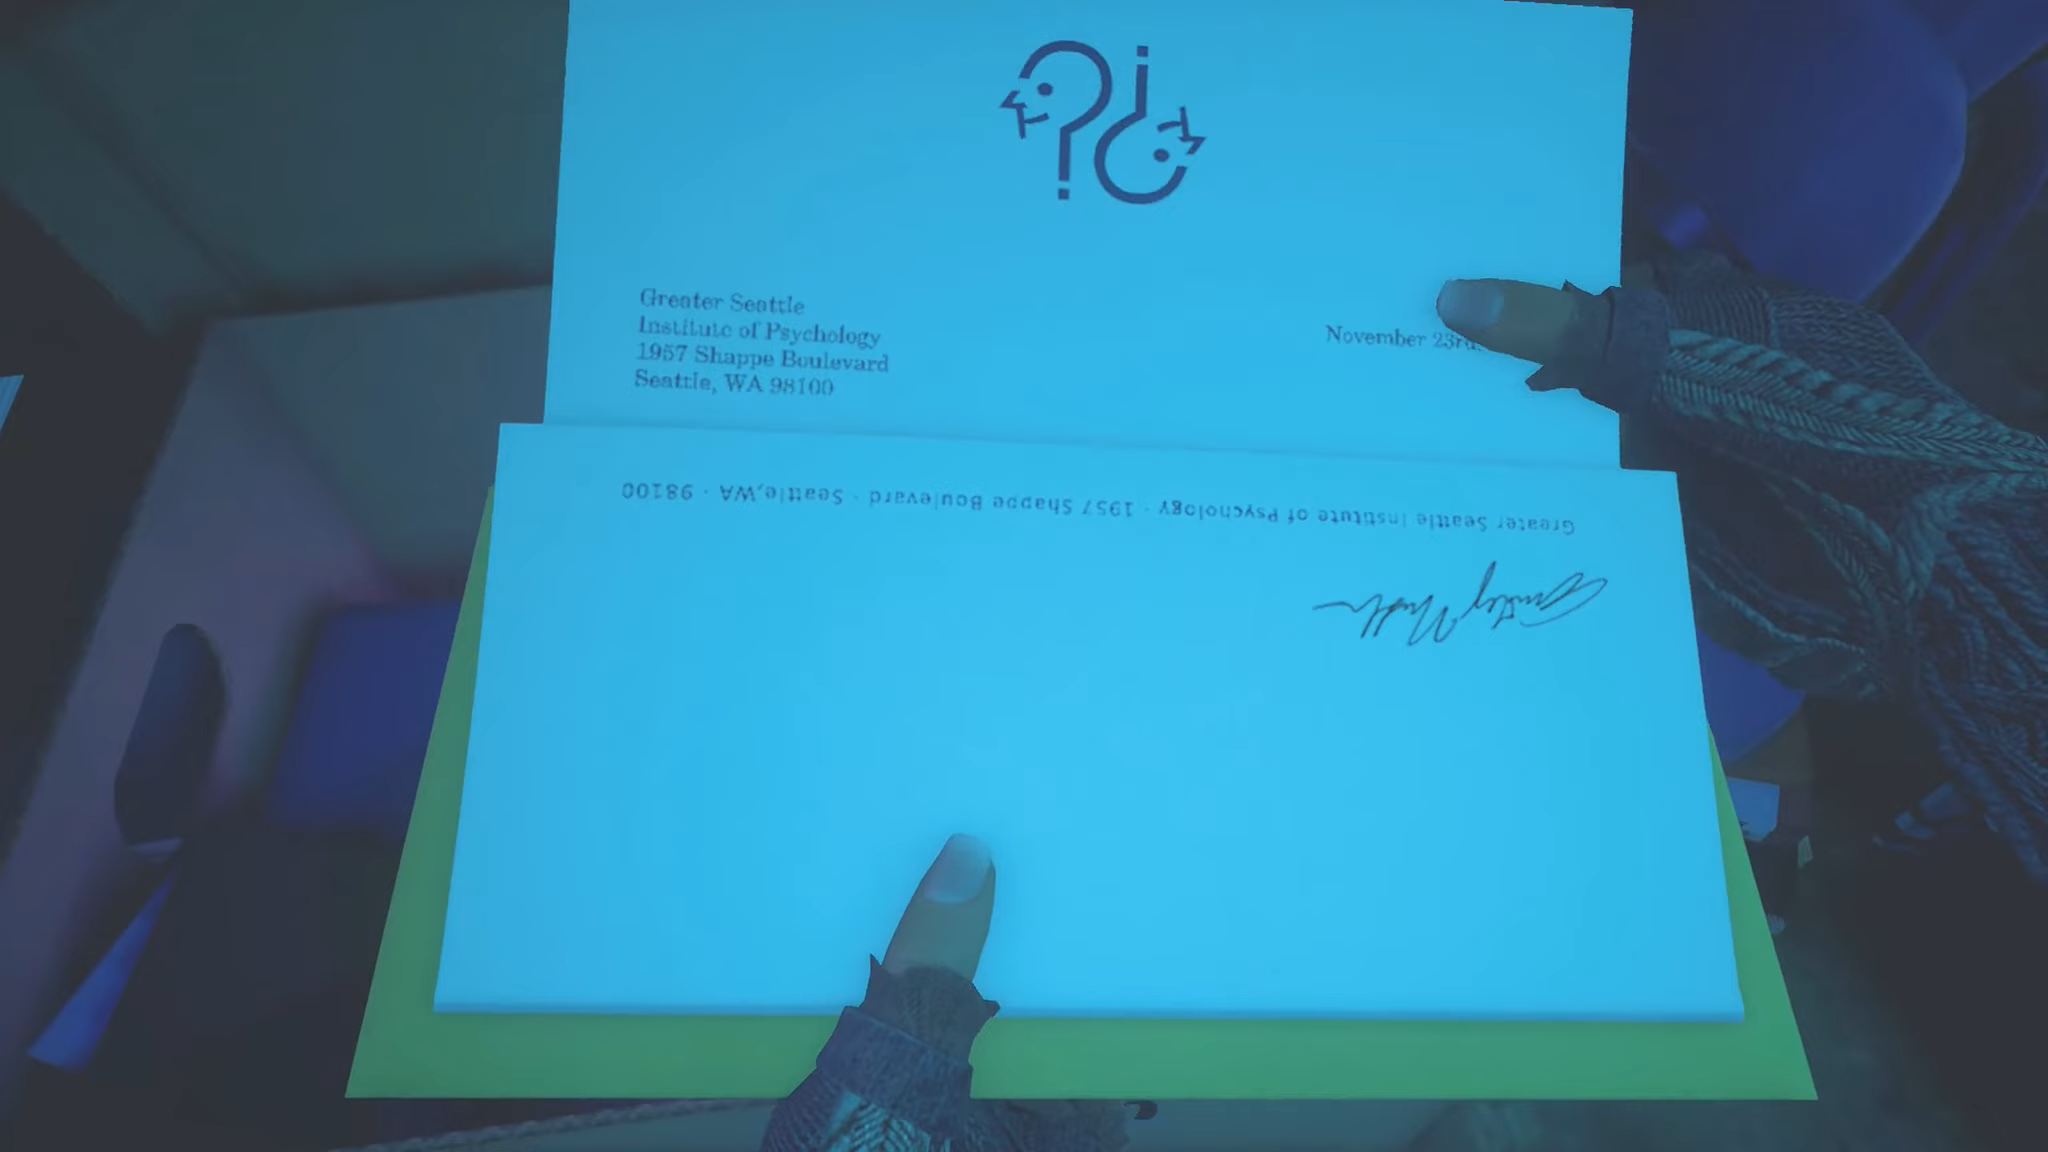 Greater Seattle
Institute of Psychology
1957 Shappe Boulevard
Seattle, WA 98100
November 23rd
Greater Seattle Institute of Psychology · 1957 Shappe Boulevard · Seattle,WA · 98100